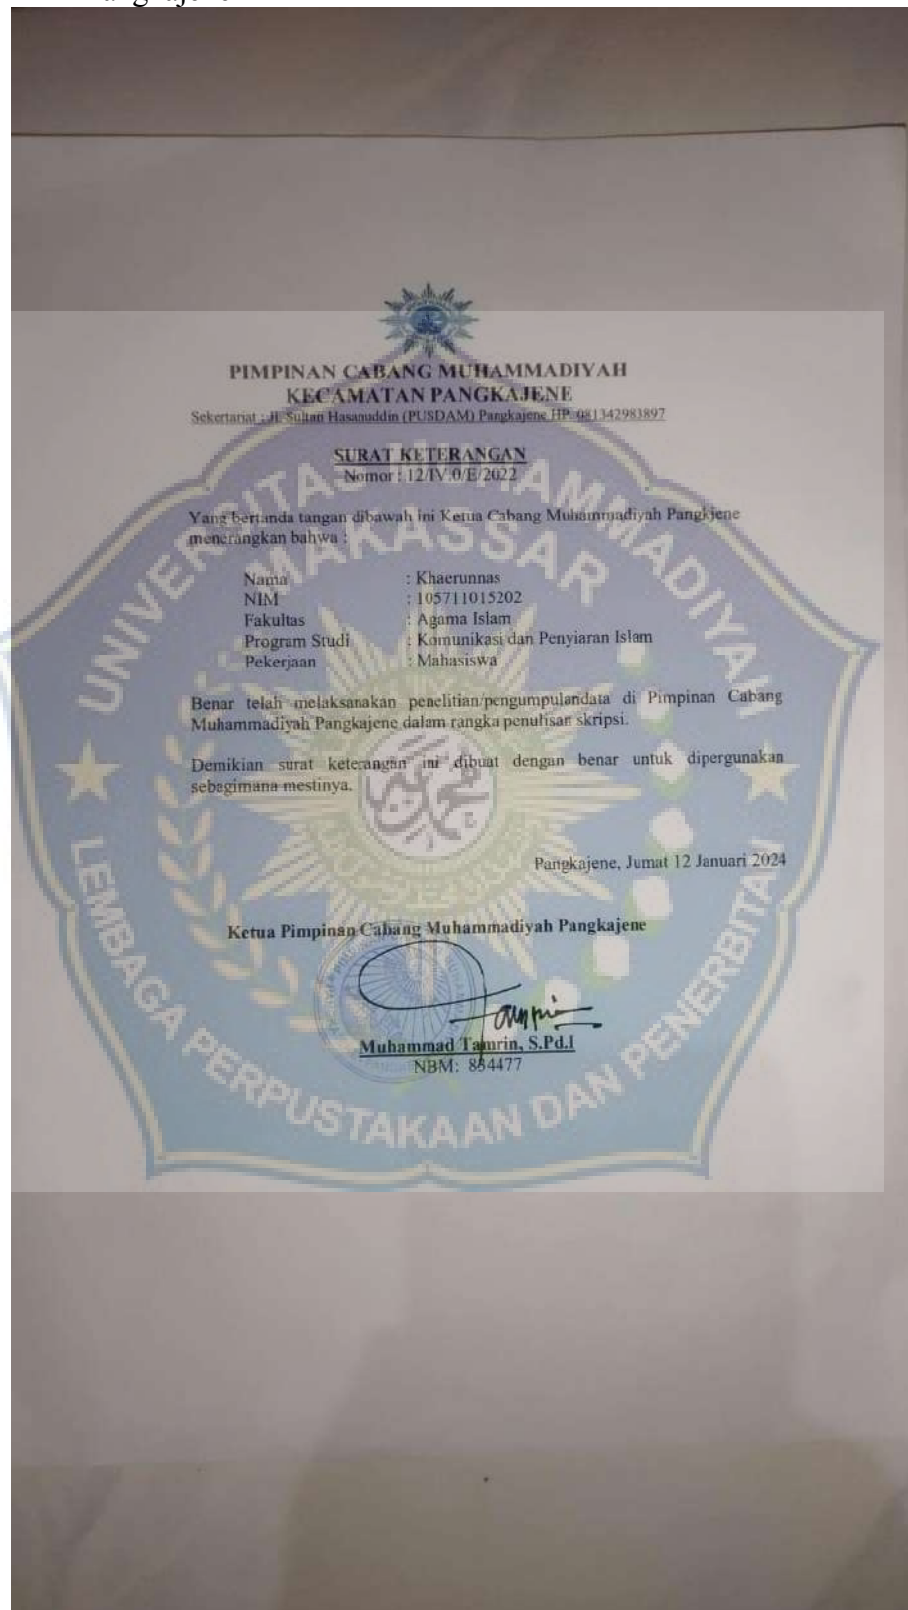 PIMPINAN CABANG MUHAMMADIYAH
KECAMATAN PANGKAJENE
Sekertariat : Jl. Sultan Hasanuddin (PUSDAM) Pangkajene HP. 081342983897
SURAT KETERANGAN
Nomor : 12/IV.0/E/2022
Yang bertanda tangan dibawah ini Ketua Cabang Muhammadiyah Pangkjene
menerangkan bahwa :
Nama : Khaerunnas
NIM : 105711015202
Fakultas : Agama Islam
Program Studi : Komunikasi dan Penyiaran Islam
Pekerjaan : Mahasiswa
Benar telah melaksanakan penelitian/pengumpulandata di Pimpinan Cabang
Muhammadiyah Pangkajene dalam rangka penulisan skripsi.
Demikian surat keterangan ini dibuat dengan benar untuk dipergunakan
sebagimana mestinya.
Pangkajene, Jumat 12 Januari 2024
Ketua Pimpinan Cabang Muhammadiyah Pangkajene
Muhammad Tamrin, S.Pd.I
NBM: 884477
UNIVERSITAS MUHAMMADIYAH
MAKASSAR
LEMBAGA PERPUSTAKAAN DAN PENERBITAN
محمد